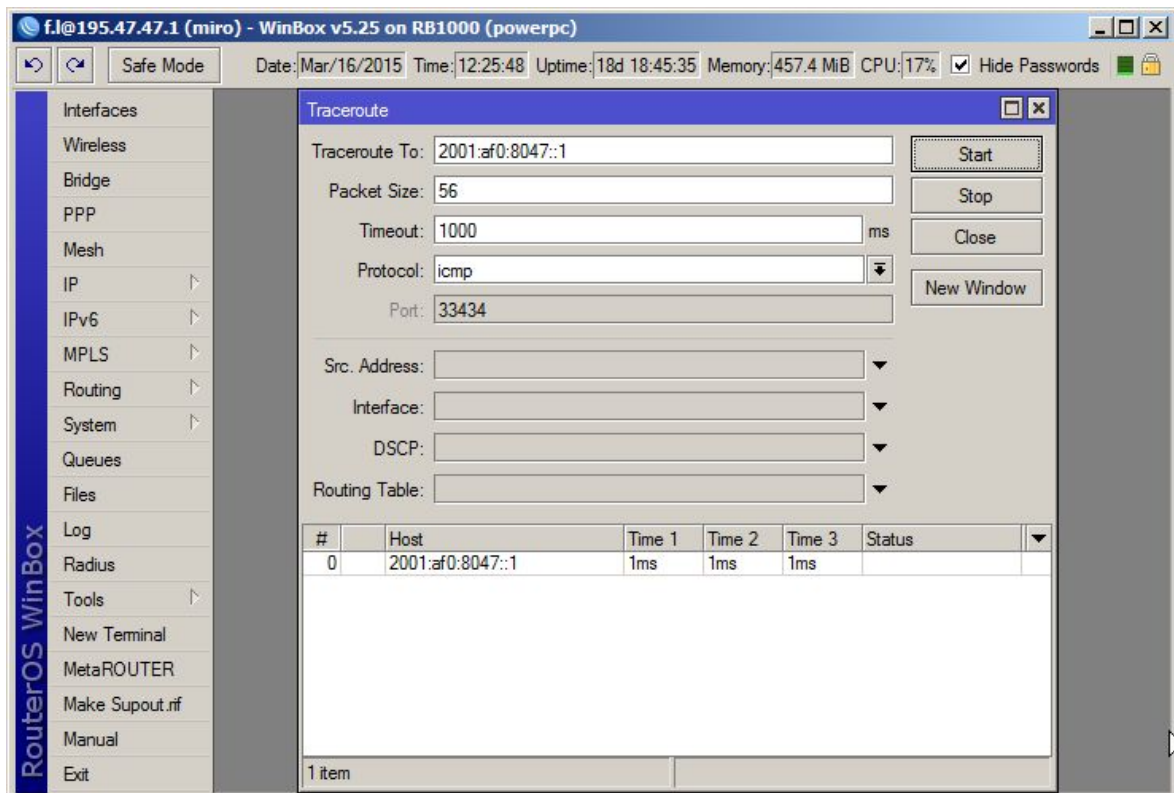 f.l@195.47.47.1 (miro) - WinBox v5.25 on RB1000 (powerpc)
Safe Mode Date: Mar/16/2015 Time: 12:25:48 Uptime: 18d 18:45:35 Memory: 457.4 MiB CPU: 17% Hide Passwords
RouterOS WinBox
Interfaces
Wireless
Bridge
PPP
Mesh
IP
IPv6
MPLS
Routing
System
Queues
Files
Log
Radius
Tools
New Terminal
MetaROUTER
Make Supout.rif
Manual
Exit
Traceroute
Traceroute To: 2001:af0:8047::1
Packet Size: 56
Timeout: 1000 ms
Protocol: icmp
Port: 33434
Src. Address:
Interface:
DSCP:
Routing Table:
Start
Stop
Close
New Window
# Host Time 1 Time 2 Time 3 Status
0 2001:af0:8047::1 1ms 1ms 1ms
1 item